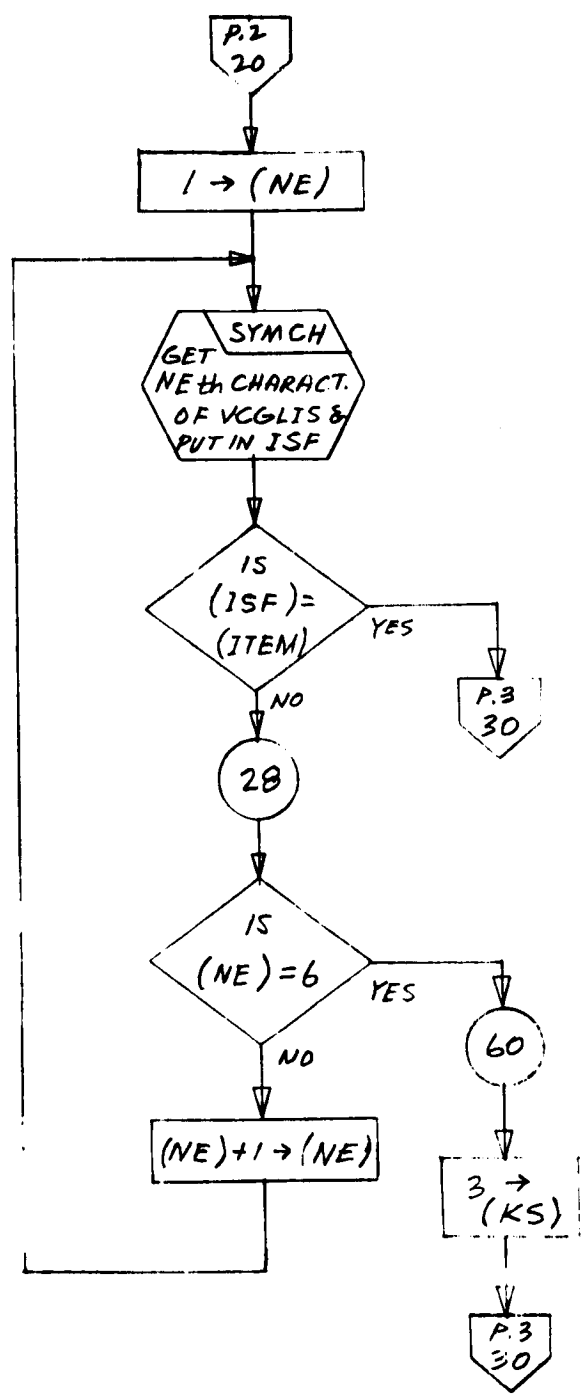 P.2
20
1 → (NE)
SYMCH
GET
NE th CHARACT.
OF VCGLIS &
PUT IN ISF
IS
(ISF)=
(ITEM)
YES
P.3
30
NO
28
IS
(NE)=6
YES
60
NO
(NE)+1→(NE)
3 →
(KS)
P.3
30